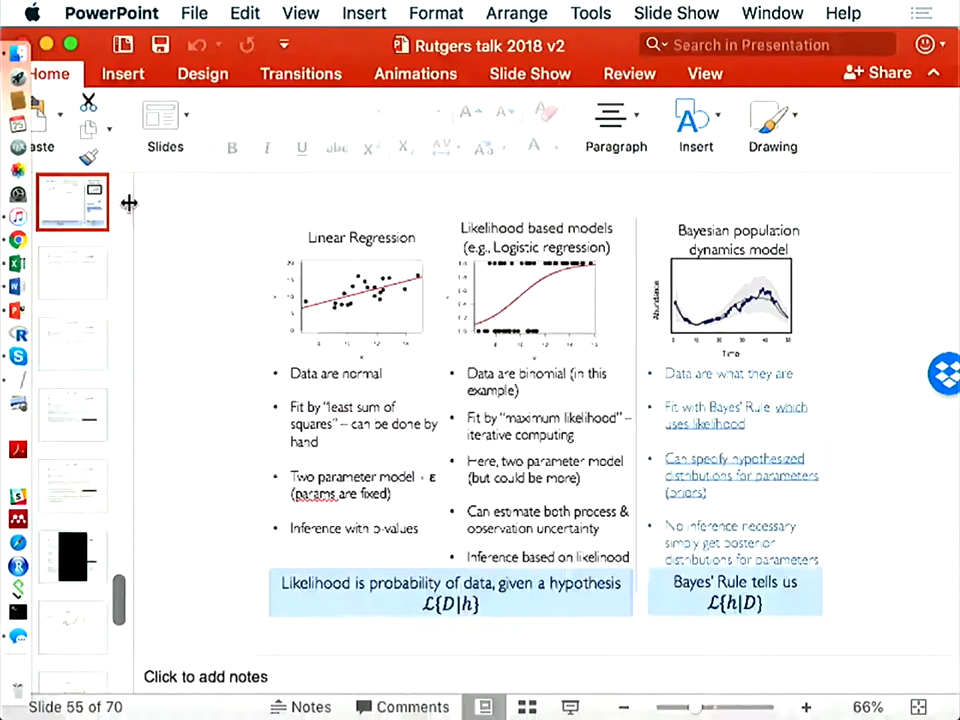 PowerPoint File Edit View Insert Format Arrange Tools Slide Show Window Help
Rutgers talk 2018 v2
Search in Presentation
Home Insert Design Transitions Animations Slide Show Review View Share
aste Slides Paragraph Insert Drawing
B I U abc X X AV Aa A
Linear Regression
Likelihood based models
(e.g., Logistic regression)
Bayesian population
dynamics model
Abundance
Time
• Data are normal
• Fit by "least sum of
squares" – can be done by
hand
• Two parameter model + ε
(params are fixed)
• Inference with p-values
• Data are binomial (in this
example)
• Fit by "maximum likelihood" –
iterative computing
• Here, two parameter model
(but could be more)
• Can estimate both process &
observation uncertainty
• Inference based on likelihood
• Data are what they are
• Fit with Bayes' Rule which
uses likelihood
• Can specify hypothesized
distributions for parameters
(priors)
• No inference necessary
simply get posterior
distributions for parameters
Likelihood is probability of data, given a hypothesis
ℒ{D|h}
Bayes' Rule tells us
ℒ{h|D}
Click to add notes
Slide 55 of 70 Notes Comments 66%